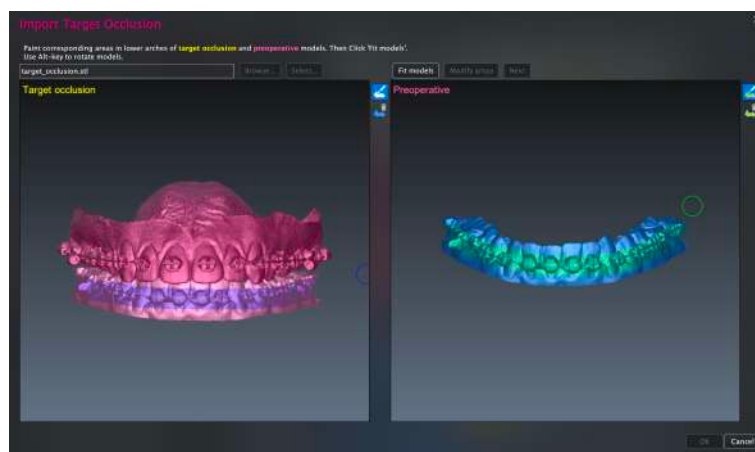 Import Target Occlusion
Paint corresponding areas in lower arches of target occlusion and preoperative models. Then Click 'Fit models'.
Use Alt-key to rotate models.
target_occlusion.stl Browse... Select... Fit models Modify areas Next
Target occlusion
Preoperative
OK Cancel